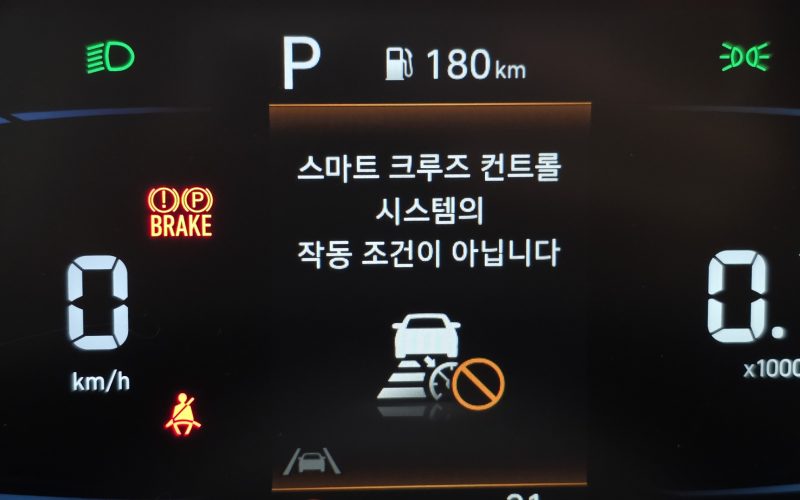 P 180km
스마트 크루즈 컨트롤
시스템의
작동 조건이 아닙니다
(!) (P)
BRAKE
0 0.
km/h x1000